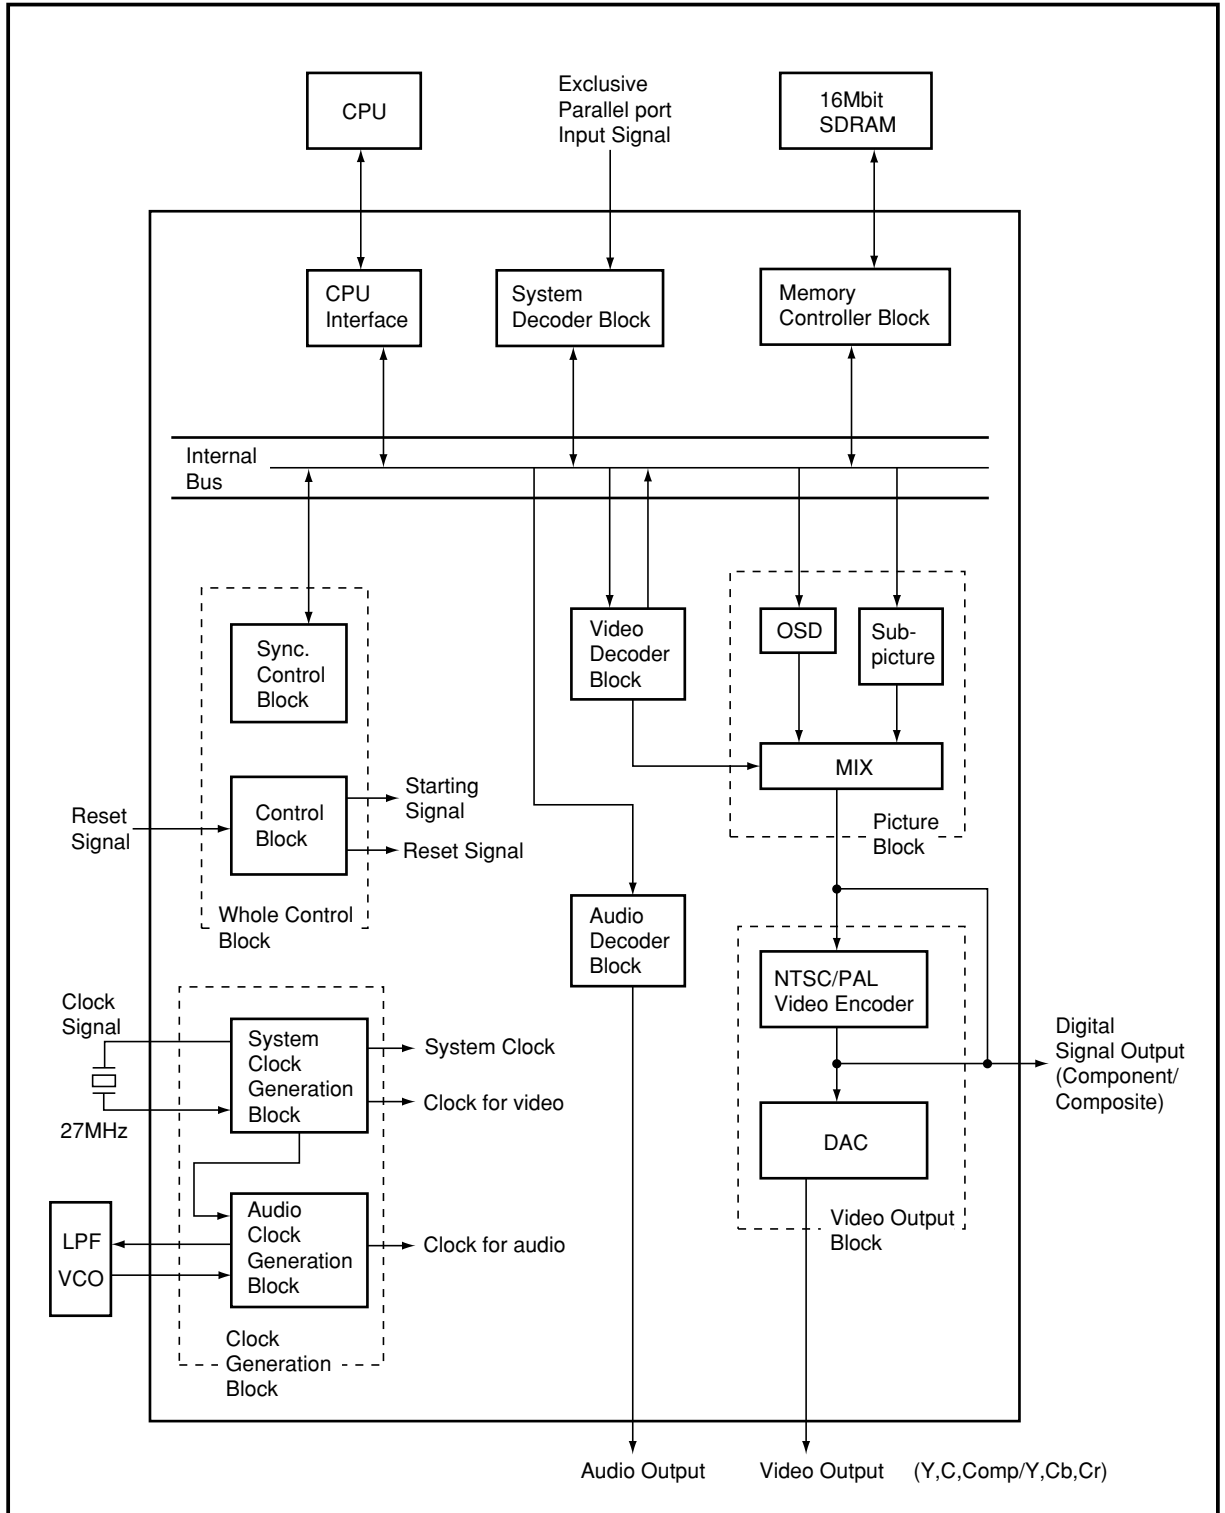 CPU
Exclusive
Parallel port
Input Signal
16Mbit
SDRAM
CPU
Interface
System
Decoder Block
Memory
Controller Block
Internal
Bus
Sync.
Control
Block
Video
Decoder
Block
OSD
Sub-
picture
MIX
Picture
Block
Reset
Signal
Control
Block
Starting
Signal
Reset Signal
Whole Control
Block
Audio
Decoder
Block
NTSC/PAL
Video Encoder
Digital
Signal Output
(Component/
Composite)
DAC
Video Output
Block
Clock
Signal
27MHz
System
Clock
Generation
Block
System Clock
Clock for video
LPF
VCO
Audio
Clock
Generation
Block
Clock for audio
Clock
Generation
Block
Audio Output
Video Output (Y,C,Comp/Y,Cb,Cr)